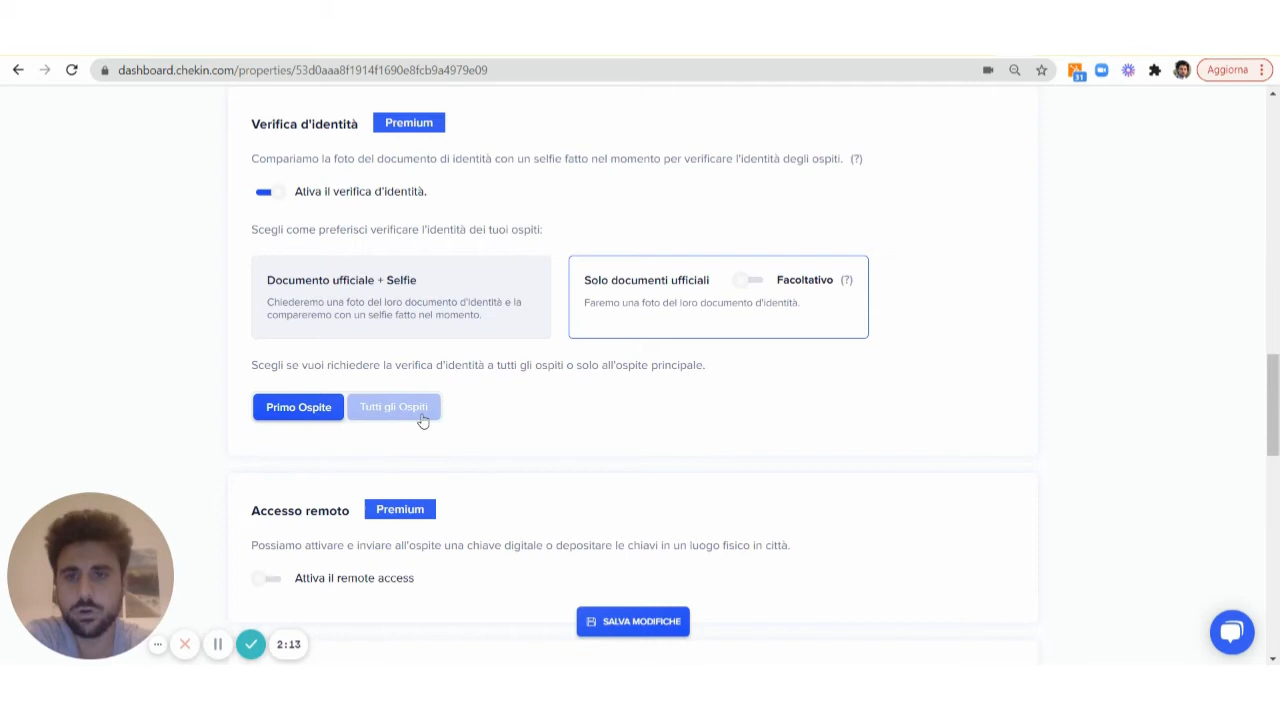 dashboard.chekin.com/properties/53d0aaa8f1914f1690e8fcb9a4979e09
11
Aggiorna
Verifica d'identità Premium
Compariamo la foto del documento di identità con un selfie fatto nel momento per verificare l'identità degli ospiti. (?)
Ativa il verifica d'identità.
Scegli come preferisci verificare l'identità dei tuoi ospiti:
Documento ufficiale + Selfie
Chiederemo una foto del loro documento d'identità e la
compareremo con un selfie fatto nel momento.
Solo documenti ufficiali Facoltativo (?)
Faremo una foto del loro documento d'identità.
Scegli se vuoi richiedere la verifica d'identità a tutti gli ospiti o solo all'ospite principale.
Primo Ospite Tutti gli Ospiti
Accesso remoto Premium
Possiamo attivare e inviare all'ospite una chiave digitale o depositare le chiavi in un luogo fisico in città.
Attiva il remote access
SALVA MODIFICHE
2:13